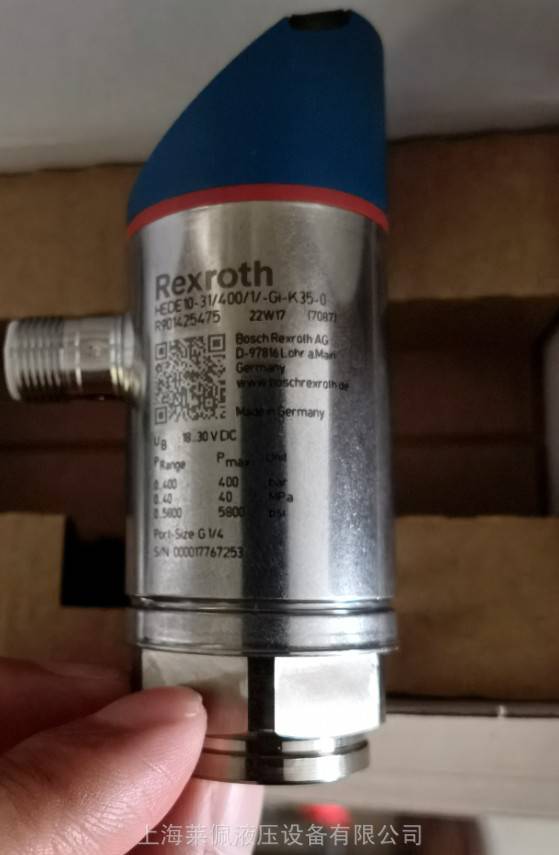 Rexroth
HEDE10-31/400/1/-G1-K35-0
R901425475 22W17 (7087)
Bosch Rexroth AG
D-97816 Lohr a.Main
Germany
www.boschrexroth.de
Made in Germany
UB 18..30 V DC
PRange Pmax Unit
0..400 400 bar
0..40 40 MPa
0..5800 5800 psi
Port-Size G 1/4
S/N 000017767253
上海莱佩液压设备有限公司